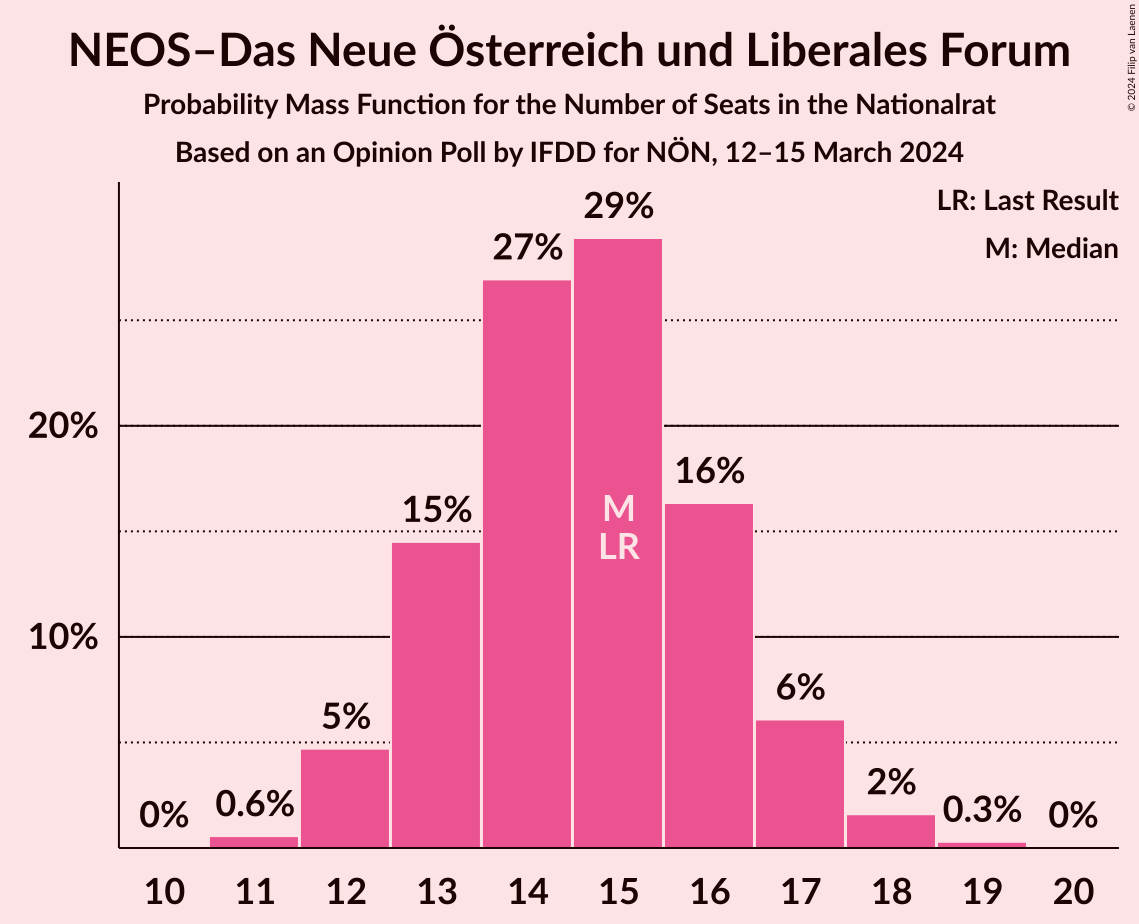 NEOS–Das Neue Österreich und Liberales Forum
Probability Mass Function for the Number of Seats in the Nationalrat
Based on an Opinion Poll by IFDD for NÖN, 12–15 March 2024
© 2024 Filip van Laenen
LR: Last Result
M: Median
20%
10%
0%
0.6%
5%
15%
27%
29%
16%
6%
2%
0.3%
0%
M
LR
10 11 12 13 14 15 16 17 18 19 20